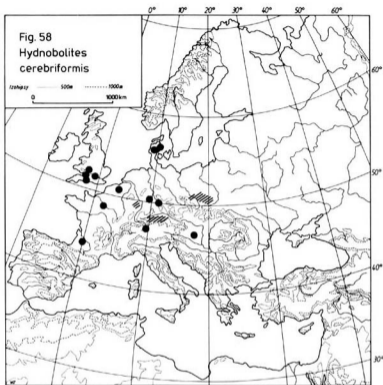 0° 10° 20° 30° 40° 50° 60°
Fig. 58
Hydnobolites
cerebriformis
Izohipsy 500m 1000m
0 1000km
60°
50°
40°
30°